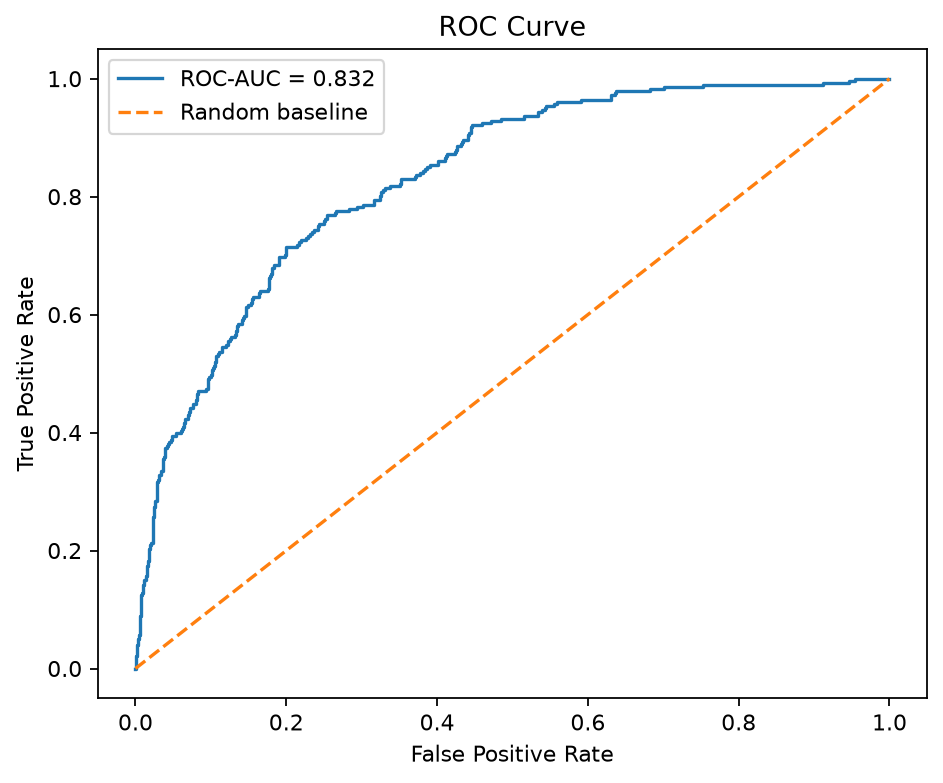 ROC Curve
ROC-AUC = 0.832
Random baseline
True Positive Rate
1.0
0.8
0.6
0.4
0.2
0.0
0.0 0.2 0.4 0.6 0.8 1.0
False Positive Rate